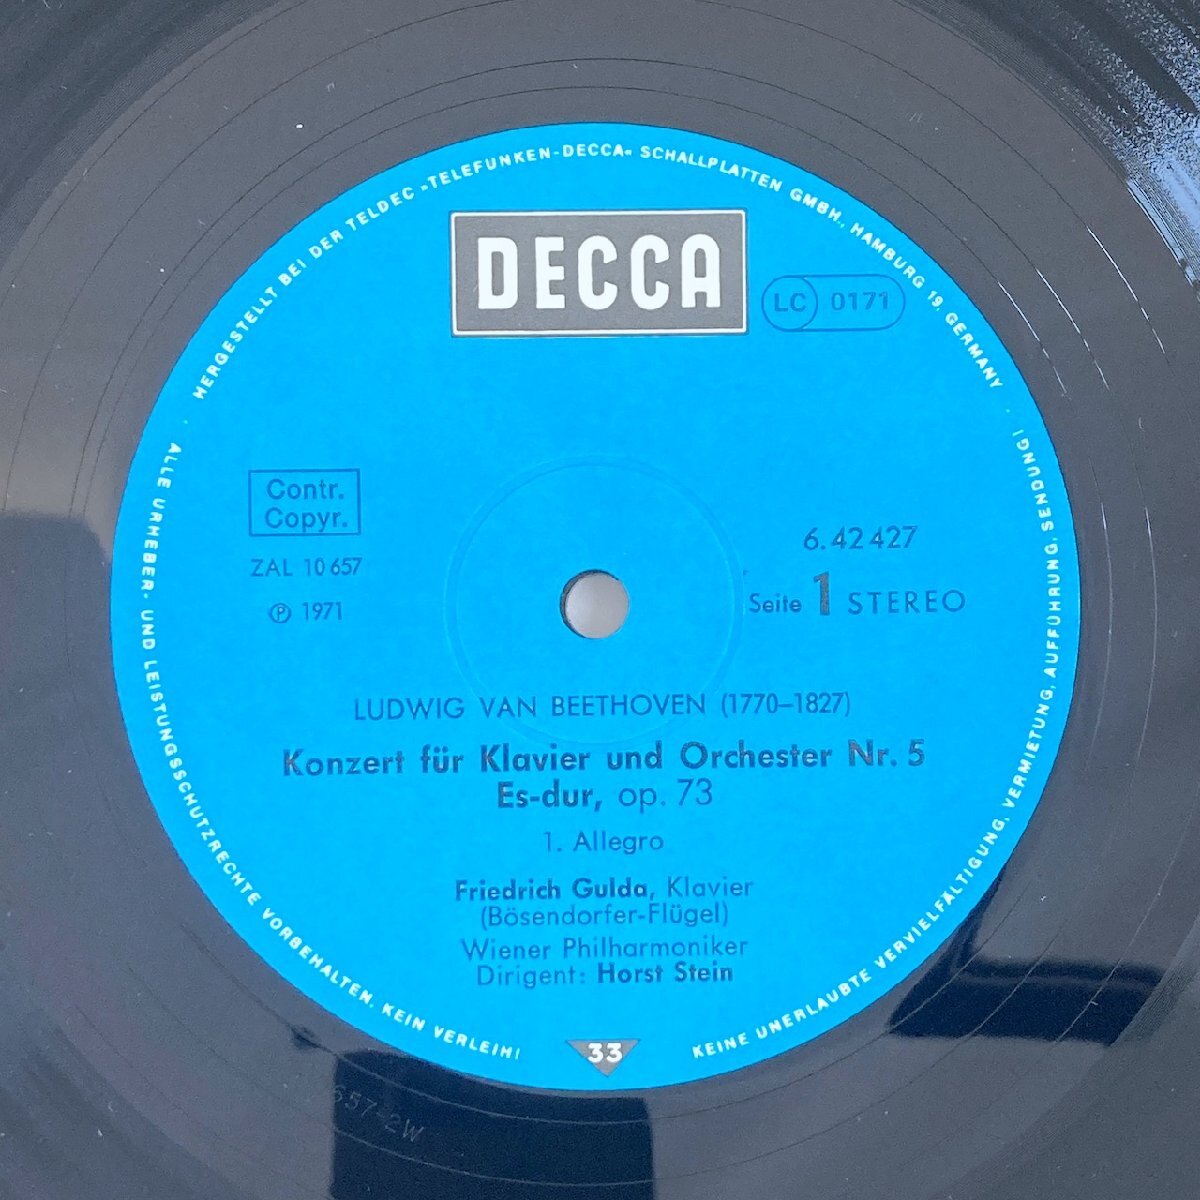 HERGESTELLT BEI DER TELDEC »TELEFUNKEN-DECCA« SCHALLPLATTEN GMBH., HAMBURG 19, GERMANY
DECCA
LC 0171
Contr.
Copyr.
ZAL 10 657
℗ 1971
6.42 427
Seite 1 STEREO
LUDWIG VAN BEETHOVEN (1770–1827)
Konzert für Klavier und Orchester Nr. 5
Es-dur, op. 73
1. Allegro
Friedrich Gulda, Klavier
(Bösendorfer-Flügel)
Wiener Philharmoniker
Dirigent: Horst Stein
33
ALLE URHEBER- UND LEISTUNGSSCHUTZRECHTE VORBEHALTEN. KEIN VERLEIH!
KEINE UNERLAUBTE VERVIELFÄLTIGUNG, VERMIETUNG, AUFFÜHRUNG, SENDUNG!
657-2W